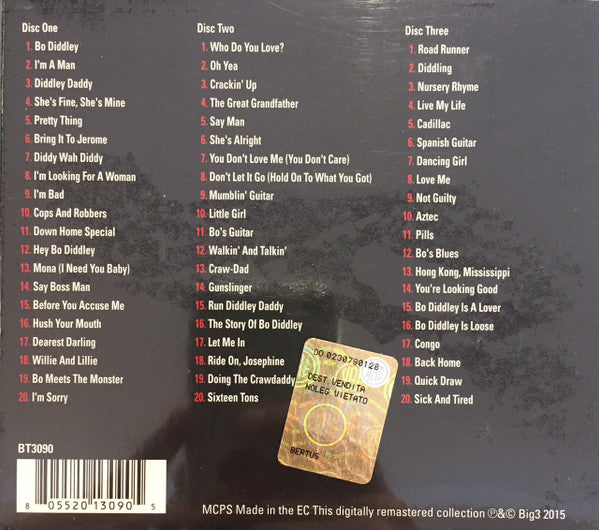 Disc One
1. Bo Diddley
2. I'm A Man
3. Diddley Daddy
4. She's Fine, She's Mine
5. Pretty Thing
6. Bring It To Jerome
7. Diddy Wah Diddy
8. I'm Looking For A Woman
9. I'm Bad
10. Cops And Robbers
11. Down Home Special
12. Hey Bo Diddley
13. Mona (I Need You Baby)
14. Say Boss Man
15. Before You Accuse Me
16. Hush Your Mouth
17. Dearest Darling
18. Willie And Lillie
19. Bo Meets The Monster
20. I'm Sorry
Disc Two
1. Who Do You Love?
2. Oh Yea
3. Crackin' Up
4. The Great Grandfather
5. Say Man
6. She's Alright
7. You Don't Love Me (You Don't Care)
8. Don't Let It Go (Hold On To What You Got)
9. Mumblin' Guitar
10. Little Girl
11. Bo's Guitar
12. Walkin' And Talkin'
13. Craw-Dad
14. Gunslinger
15. Run Diddley Daddy
16. The Story Of Bo Diddley
17. Let Me In
18. Ride On, Josephine
19. Doing The Crawdaddy
20. Sixteen Tons
Disc Three
1. Road Runner
2. Diddling
3. Nursery Rhyme
4. Live My Life
5. Cadillac
6. Spanish Guitar
7. Dancing Girl
8. Love Me
9. Not Guilty
10. Aztec
11. Pills
12. Bo's Blues
13. Hong Kong, Mississippi
14. You're Looking Good
15. Bo Diddley Is A Lover
16. Bo Diddley Is Loose
17. Congo
18. Back Home
19. Quick Draw
20. Sick And Tired
DO 0230790128
DEST.VENDITA
NOLEG.VIETATO
BERTUS
BT3090
8 05520 13090 5
MCPS Made in the EC This digitally remastered collection ℗&© Big3 2015